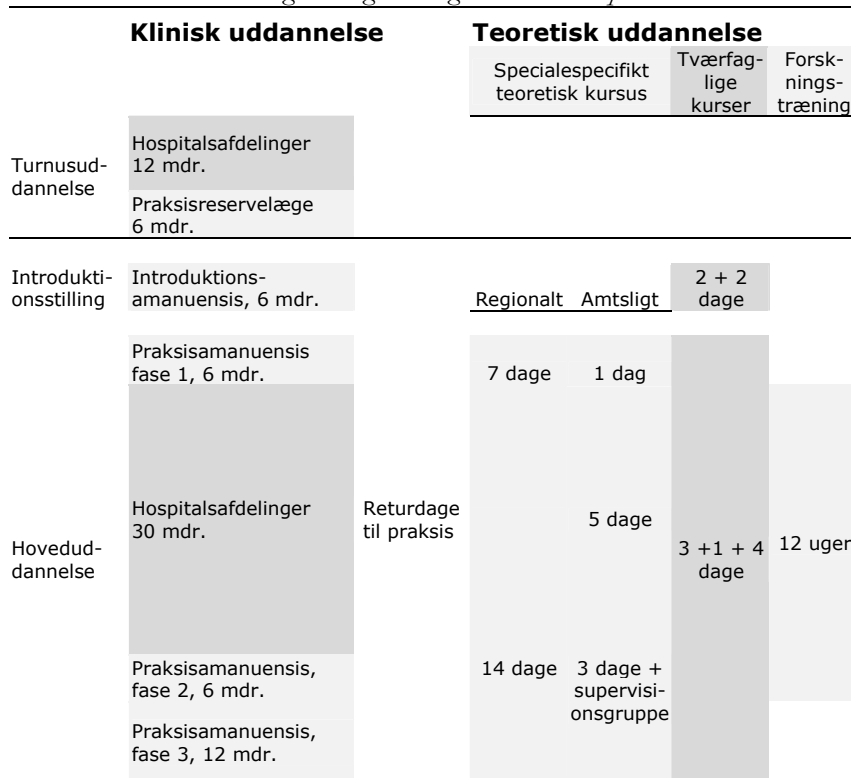 Klinisk uddannelse
Teoretisk uddannelse
Specialespecifikt
teoretisk kursus
Tværfag-
lige
kurser
Forsk-
nings-
træning
Turnusud-
dannelse
Hospitalsafdelinger
12 mdr.
Praksisreservelæge
6 mdr.
Introdukti-
onsstilling
Introduktions-
amanuensis, 6 mdr.
Regionalt
Amtsligt
2 + 2
dage
Hovedud-
dannelse
Praksisamanuensis
fase 1, 6 mdr.
7 dage
1 dag
Hospitalsafdelinger
30 mdr.
Returdage
til praksis
5 dage
3 +1 + 4
dage
12 uger
Praksisamanuensis,
fase 2, 6 mdr.
14 dage
3 dage +
supervisi-
onsgruppe
Praksisamanuensis,
fase 3, 12 mdr.